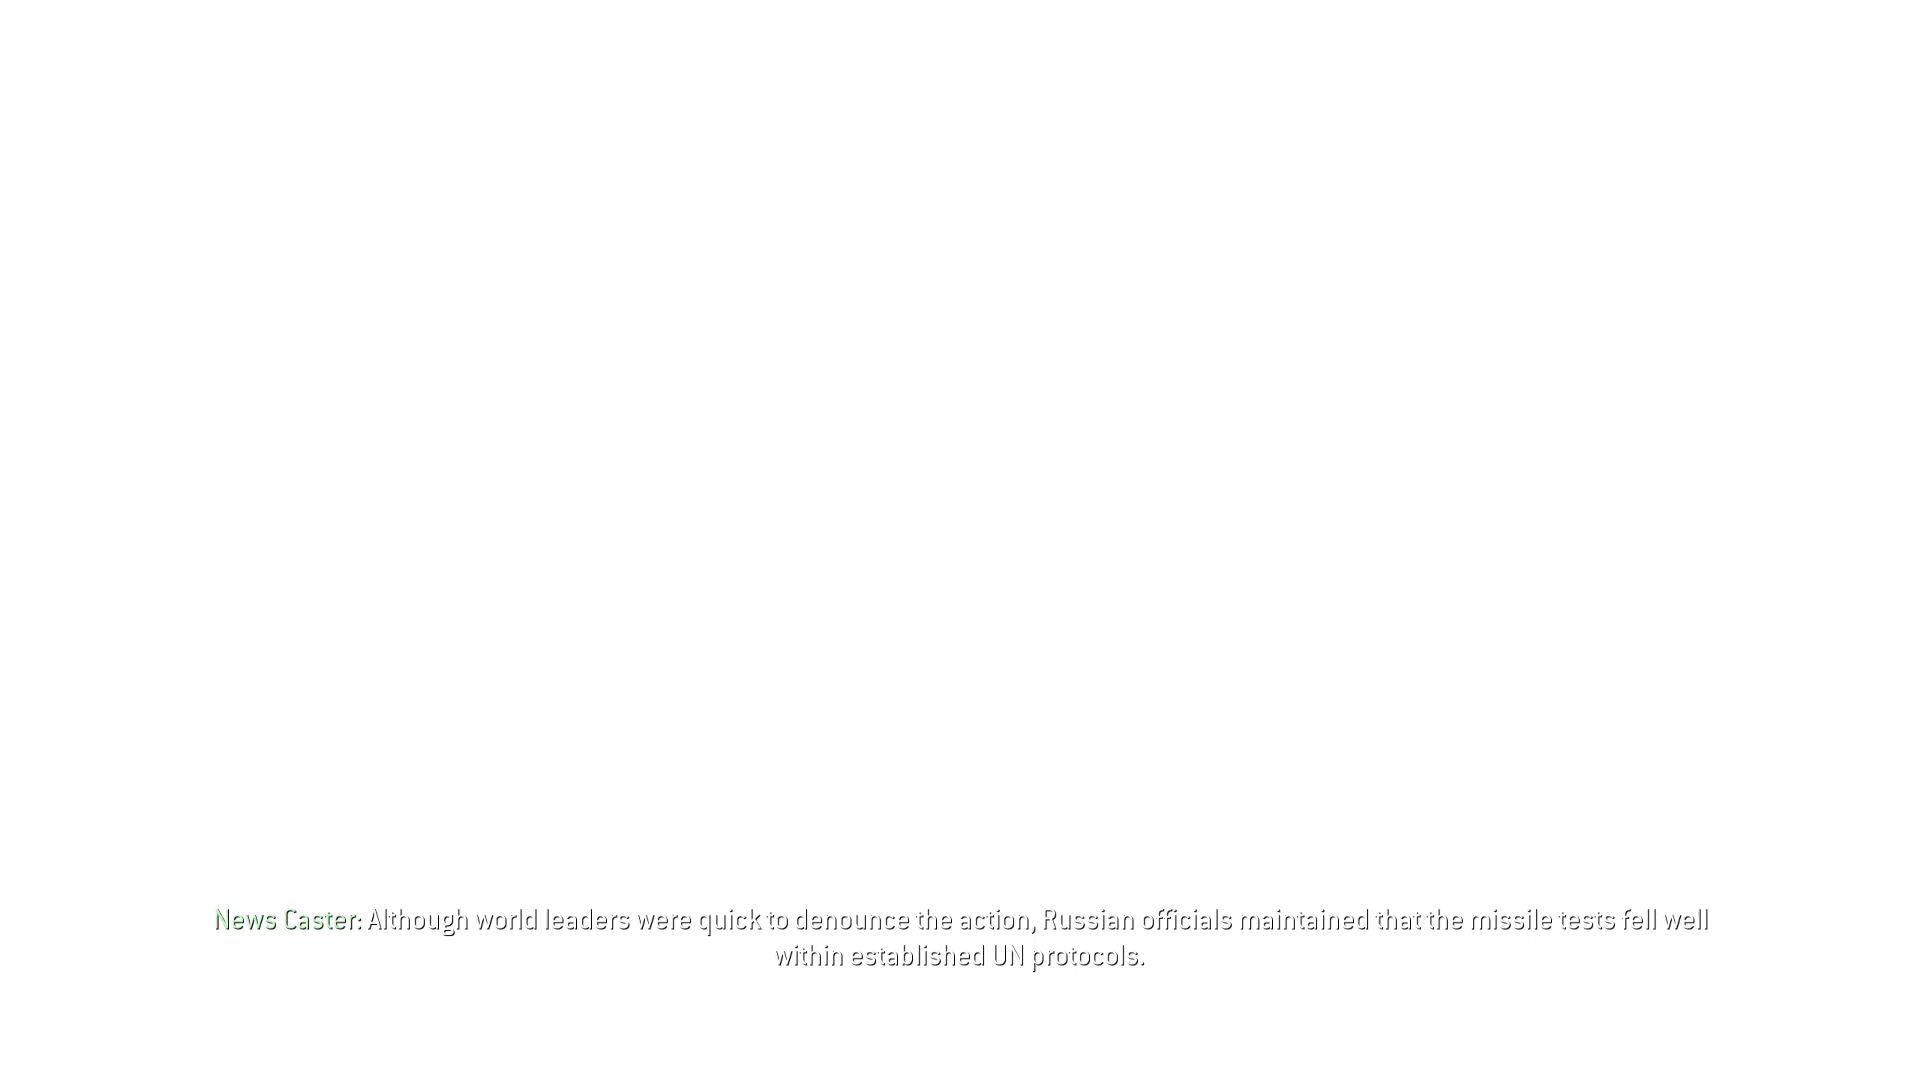 News Caster: Although world leaders were quick to denounce the action, Russian officials maintained that the missile tests fell well
within established UN protocols.